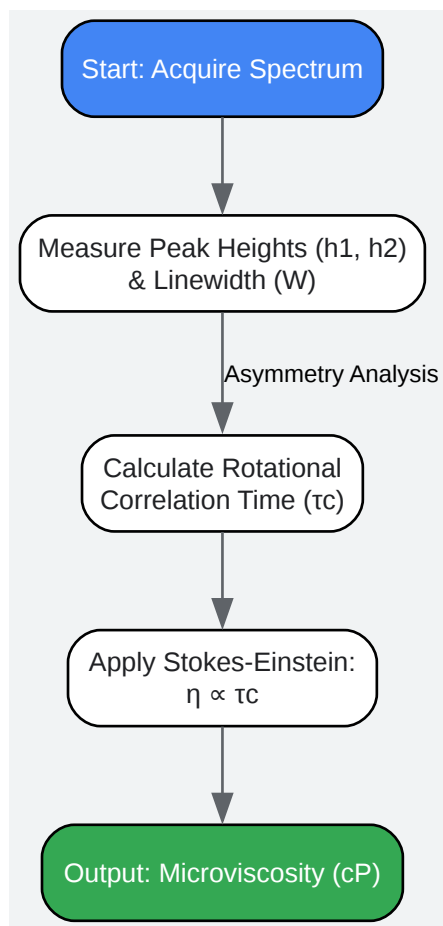 Start: Acquire Spectrum
Measure Peak Heights (h1, h2)
& Linewidth (W)
Asymmetry Analysis
Calculate Rotational
Correlation Time (τc)
Apply Stokes-Einstein:
η ∝ τc
Output: Microviscosity (cP)